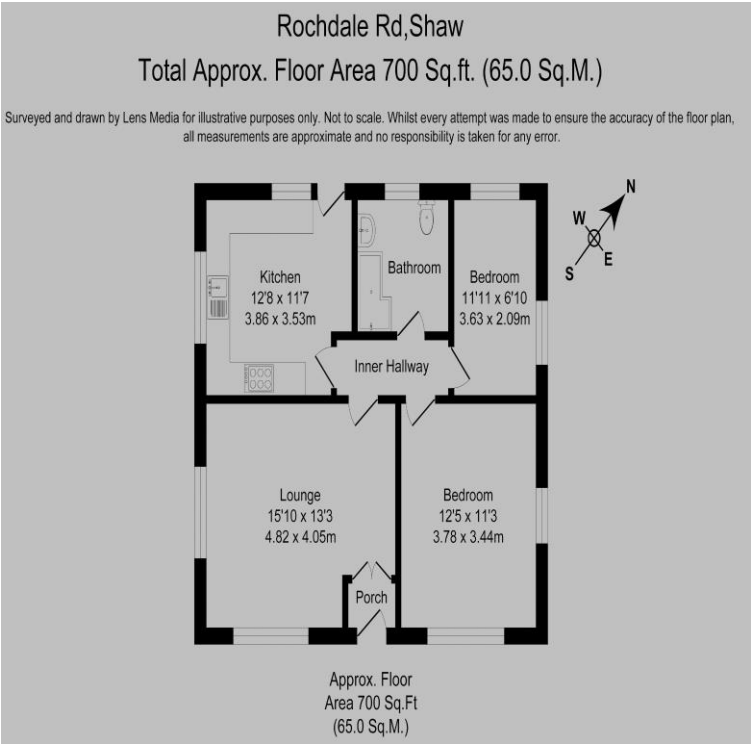 Rochdale Rd,Shaw
Total Approx. Floor Area 700 Sq.ft. (65.0 Sq.M.)
Surveyed and drawn by Lens Media for illustrative purposes only. Not to scale. Whilst every attempt was made to ensure the accuracy of the floor plan,
all measurements are approximate and no responsibility is taken for any error.
N
W
E
S
Kitchen
12'8 x 11'7
3.86 x 3.53m
Bathroom
Bedroom
11'11 x 6'10
3.63 x 2.09m
Inner Hallway
Lounge
15'10 x 13'3
4.82 x 4.05m
Bedroom
12'5 x 11'3
3.78 x 3.44m
Porch
Approx. Floor
Area 700 Sq.Ft
(65.0 Sq.M.)